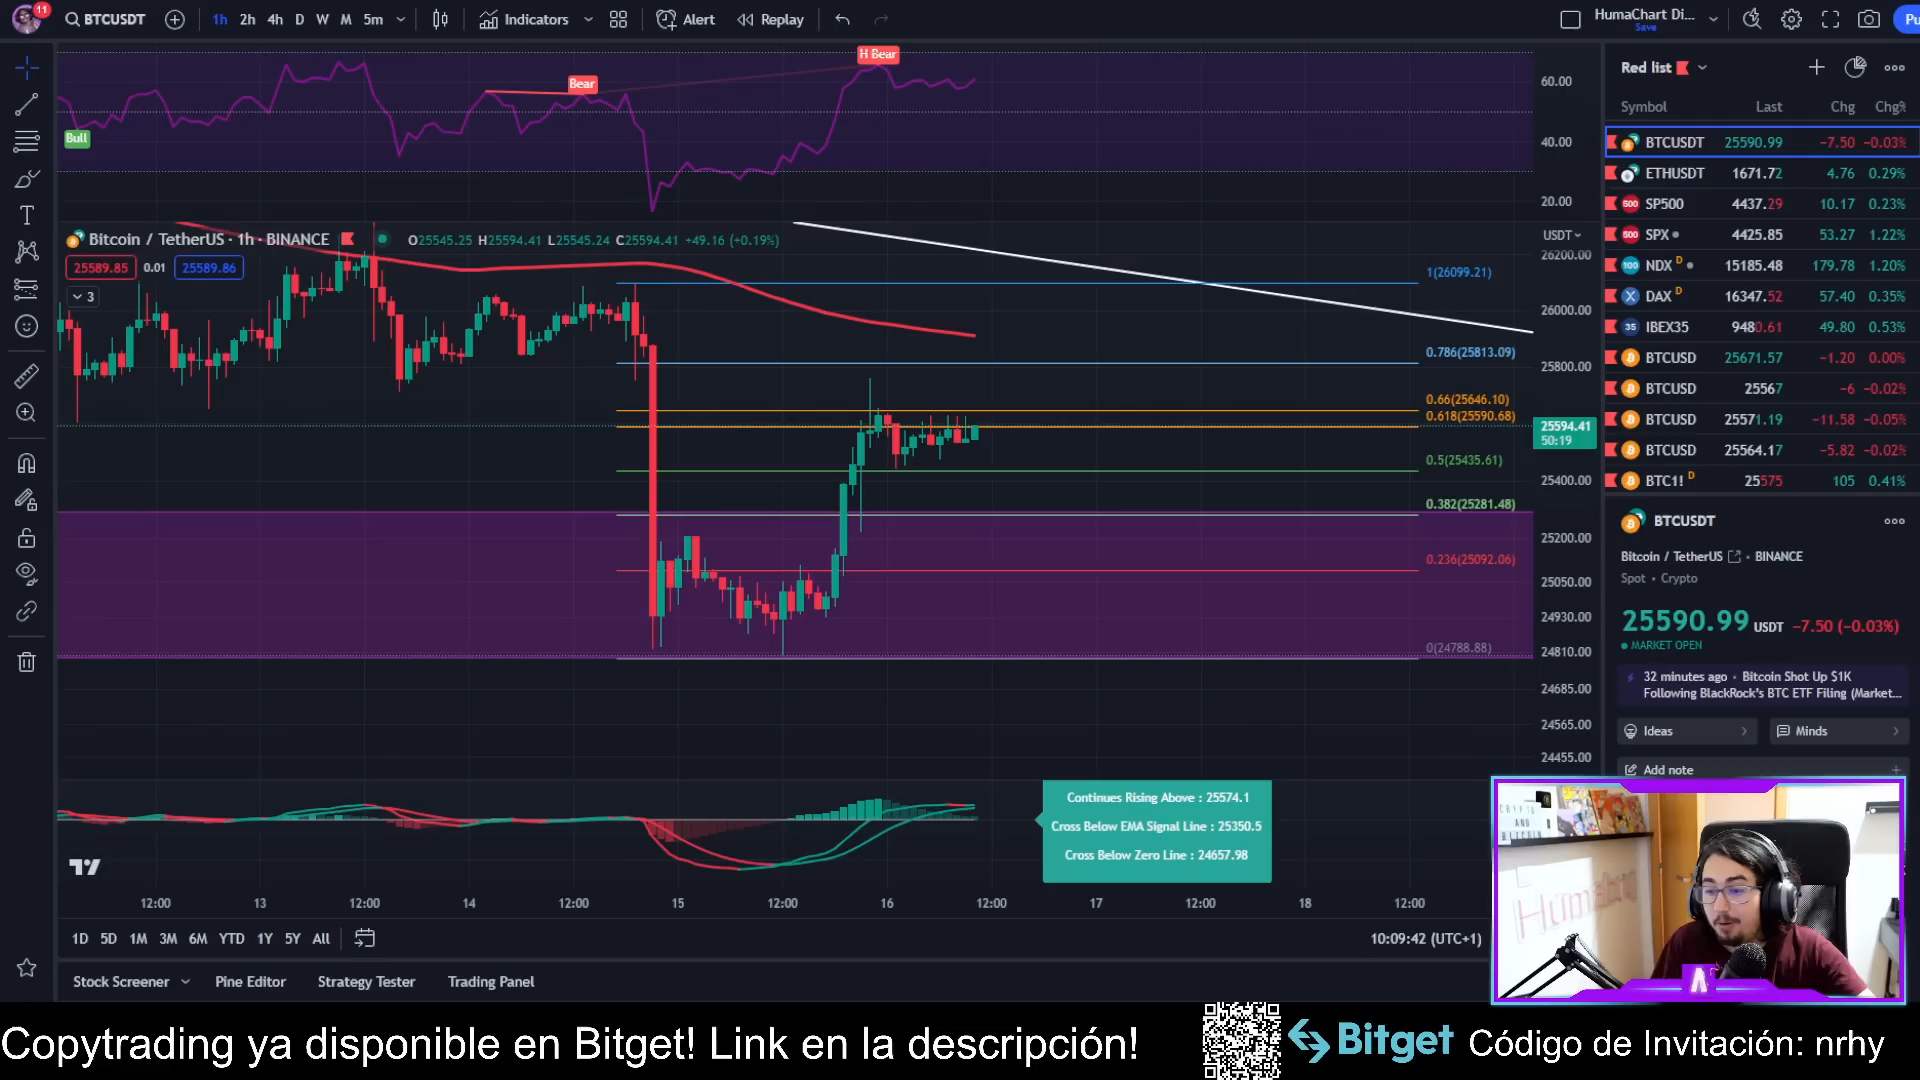 11
BTCUSDT
1h
2h
4h
D
W
M
5m
Indicators
Alert
Replay
HumaChart Di...
Save
Pu
H Bear
Bear
Bull
60.00
40.00
20.00
Bitcoin / TetherUS · 1h · BINANCE
O25545.25 H25594.41 L25545.24 C25594.41 +49.16 (+0.19%)
25589.85
0.01
25589.86
3
USDT
26200.00
26000.00
25800.00
25594.41
50:19
25400.00
25200.00
25050.00
24930.00
24810.00
24685.00
24565.00
24455.00
1(26099.21)
0.786(25813.09)
0.66(25646.10)
0.618(25590.68)
0.5(25435.61)
0.382(25281.48)
0.236(25092.06)
0(24788.88)
Continues Rising Above : 25574.1
Cross Below EMA Signal Line : 25350.5
Cross Below Zero Line : 24657.98
12:00
13
12:00
14
12:00
15
12:00
16
12:00
17
12:00
18
12:00
1D 5D 1M 3M 6M YTD 1Y 5Y All
10:09:42 (UTC+1)
Stock Screener
Pine Editor
Strategy Tester
Trading Panel
Red list
Symbol Last Chg Chg%
BTCUSDT 25590.99 −7.50 −0.03%
ETHUSDT 1671.72 4.76 0.29%
500 SP500 4437.29 10.17 0.23%
500 SPX 4425.85 53.27 1.22%
100 NDX D 15185.48 179.78 1.20%
DAX D 16347.52 57.40 0.35%
35 IBEX35 9480.61 49.80 0.53%
BTCUSD 25671.57 −1.20 0.00%
BTCUSD 25567 −6 −0.02%
BTCUSD 25571.19 −11.58 −0.05%
BTCUSD 25564.17 −5.82 −0.02%
BTC1! D 25575 105 0.41%
BTCUSDT
Bitcoin / TetherUS • BINANCE
Spot • Crypto
25590.99 USDT −7.50 (−0.03%)
MARKET OPEN
32 minutes ago • Bitcoin Shot Up $1K
Following BlackRock's BTC ETF Filing (Market...
Ideas
Minds
Add note
CRYPTO
AND
BITCOIN
Copytrading ya disponible en Bitget! Link en la descripción!
Bitget
Código de Invitación: nrhy